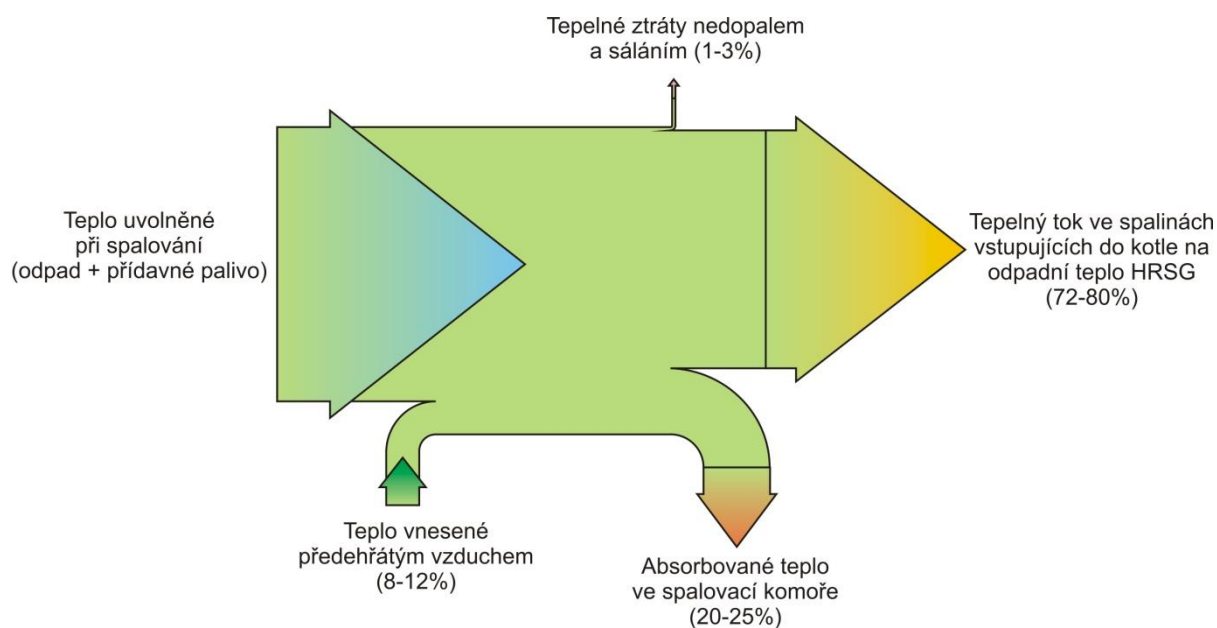 Tepelné ztráty nedopalem
a sáláním (1-3%)
Teplo uvolněné
při spalování
(odpad + přídavné palivo)
Tepelný tok ve spalinách
vstupujících do kotle na
odpadní teplo HRSG
(72-80%)
Teplo vnesené
předehřátým vzduchem
(8-12%)
Absorbované teplo
ve spalovací komoře
(20-25%)